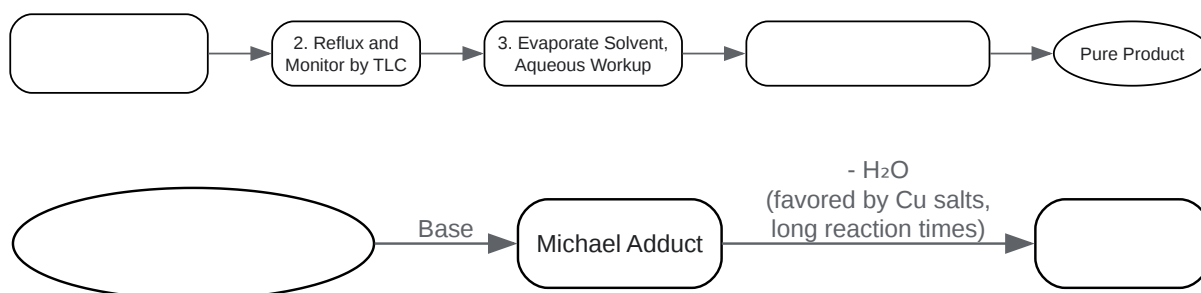 2. Reflux and
Monitor by TLC
3. Evaporate Solvent,
Aqueous Workup
Pure Product
Base
Michael Adduct
- H₂O
(favored by Cu salts,
long reaction times)